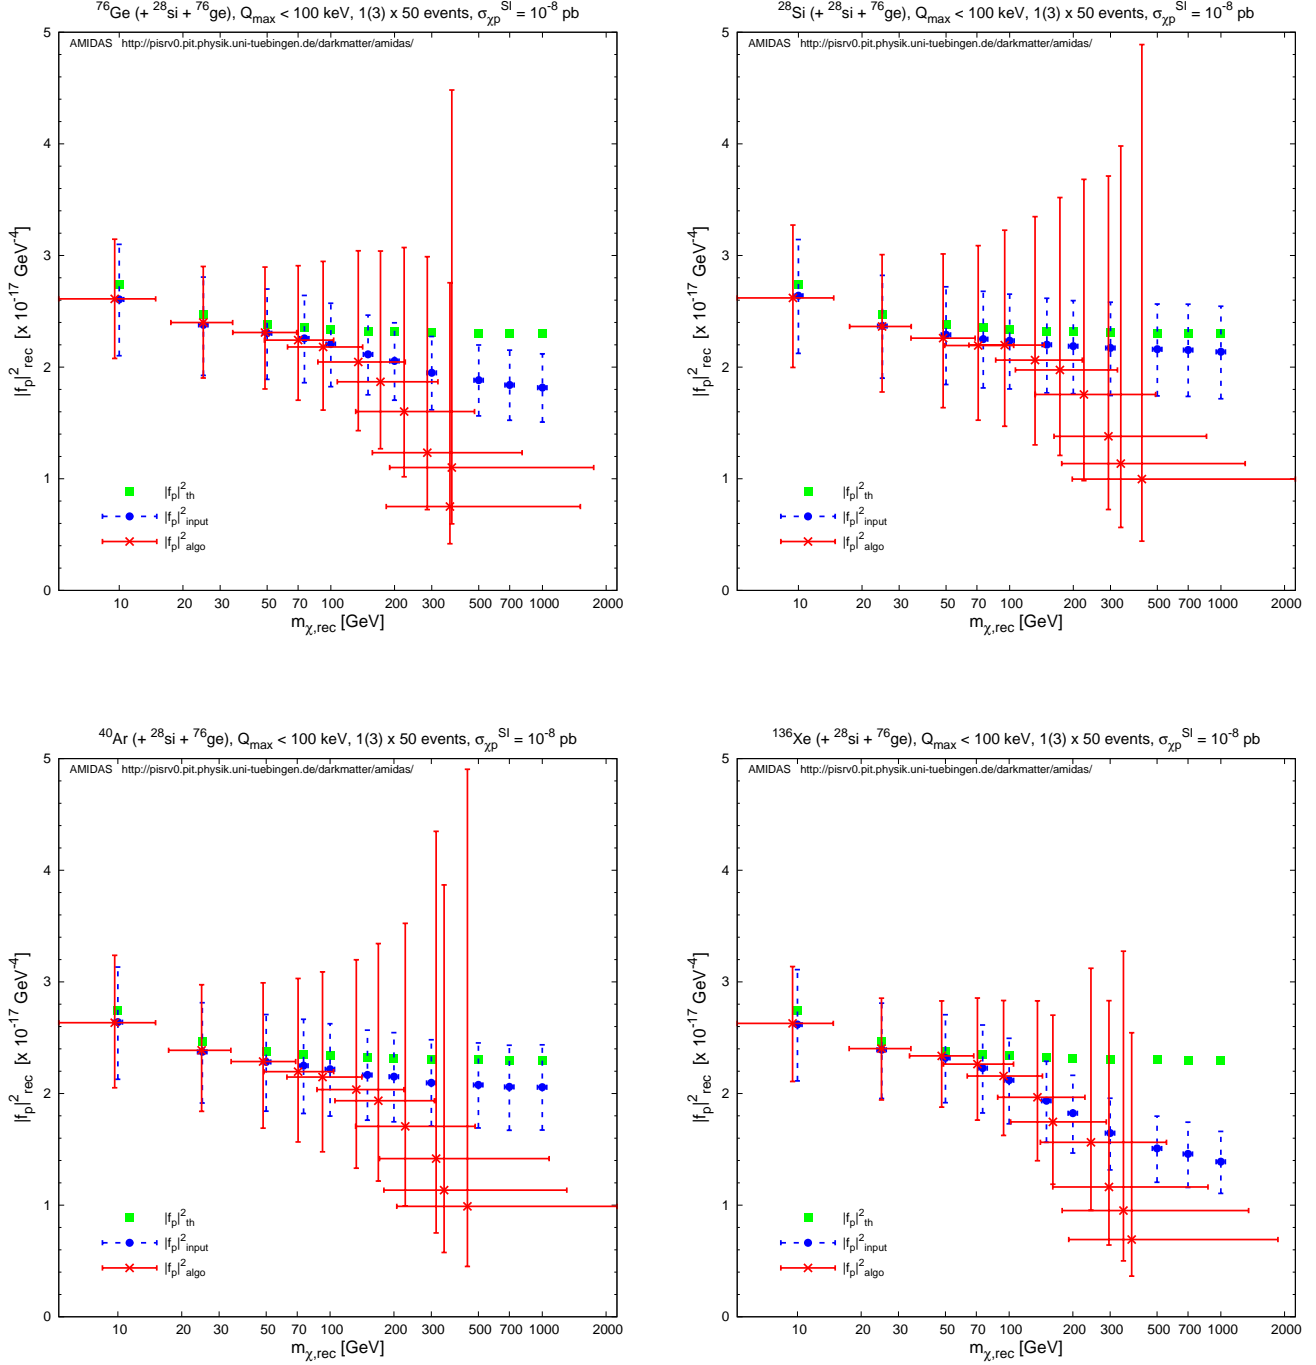 ⁷⁶Ge (+ ²⁸si + ⁷⁶ge), Q_max < 100 keV, 1(3) x 50 events, σ_χp^SI = 10⁻⁸ pb
AMIDAS http://pisrv0.pit.physik.uni-tuebingen.de/darkmatter/amidas/
5
4
3
2
1
0
|f_p|²_rec [x 10⁻¹⁷ GeV⁻⁴]
|f_p|²_th
|f_p|²_input
|f_p|²_algo
10 20 30 50 70 100 200 300 500 700 1000 2000
m_χ,rec [GeV]
²⁸Si (+ ²⁸si + ⁷⁶ge), Q_max < 100 keV, 1(3) x 50 events, σ_χp^SI = 10⁻⁸ pb
AMIDAS http://pisrv0.pit.physik.uni-tuebingen.de/darkmatter/amidas/
5
4
3
2
1
0
|f_p|²_rec [x 10⁻¹⁷ GeV⁻⁴]
|f_p|²_th
|f_p|²_input
|f_p|²_algo
10 20 30 50 70 100 200 300 500 700 1000 2000
m_χ,rec [GeV]
⁴⁰Ar (+ ²⁸si + ⁷⁶ge), Q_max < 100 keV, 1(3) x 50 events, σ_χp^SI = 10⁻⁸ pb
AMIDAS http://pisrv0.pit.physik.uni-tuebingen.de/darkmatter/amidas/
5
4
3
2
1
0
|f_p|²_rec [x 10⁻¹⁷ GeV⁻⁴]
|f_p|²_th
|f_p|²_input
|f_p|²_algo
10 20 30 50 70 100 200 300 500 700 1000 2000
m_χ,rec [GeV]
¹³⁶Xe (+ ²⁸si + ⁷⁶ge), Q_max < 100 keV, 1(3) x 50 events, σ_χp^SI = 10⁻⁸ pb
AMIDAS http://pisrv0.pit.physik.uni-tuebingen.de/darkmatter/amidas/
5
4
3
2
1
0
|f_p|²_rec [x 10⁻¹⁷ GeV⁻⁴]
|f_p|²_th
|f_p|²_input
|f_p|²_algo
10 20 30 50 70 100 200 300 500 700 1000 2000
m_χ,rec [GeV]